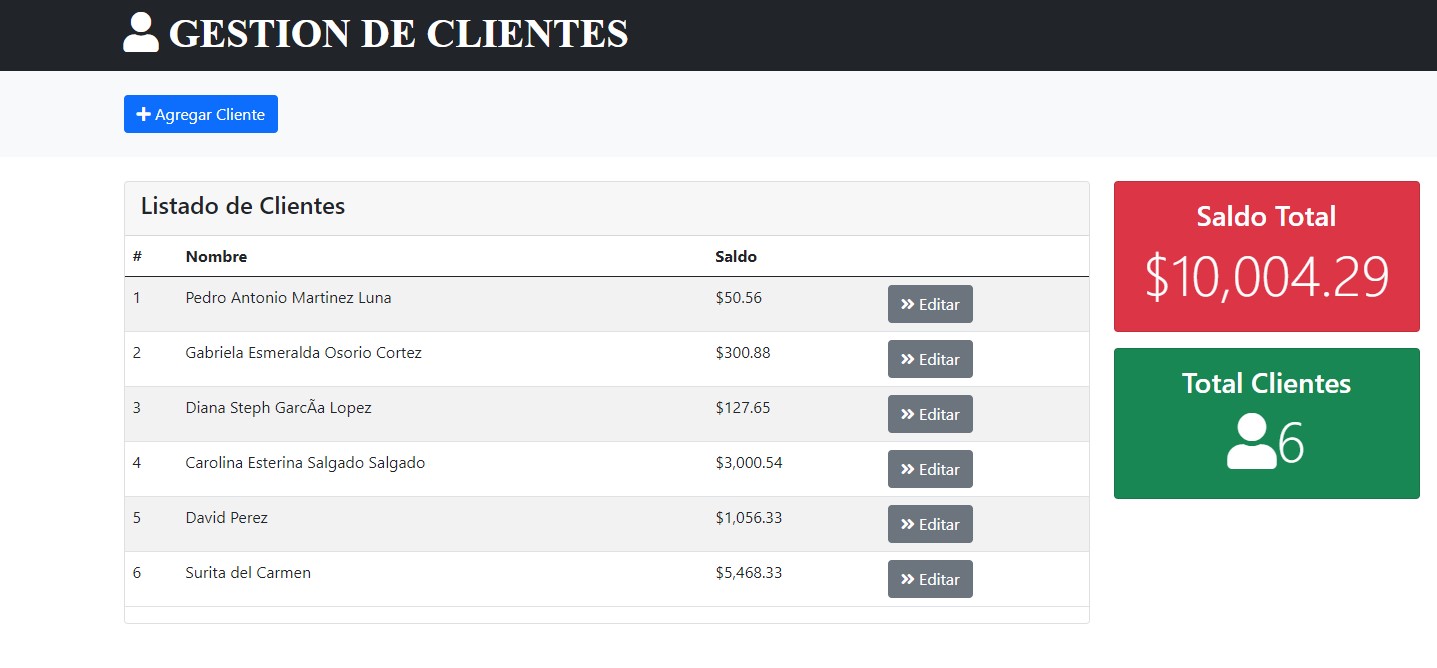 GESTION DE CLIENTES
Agregar Cliente
Listado de Clientes
# Nombre Saldo
1 Pedro Antonio Martinez Luna $50.56 Editar
2 Gabriela Esmeralda Osorio Cortez $300.88 Editar
3 Diana Steph GarcÃa Lopez $127.65 Editar
4 Carolina Esterina Salgado Salgado $3,000.54 Editar
5 David Perez $1,056.33 Editar
6 Surita del Carmen $5,468.33 Editar
Saldo Total
$10,004.29
Total Clientes
6